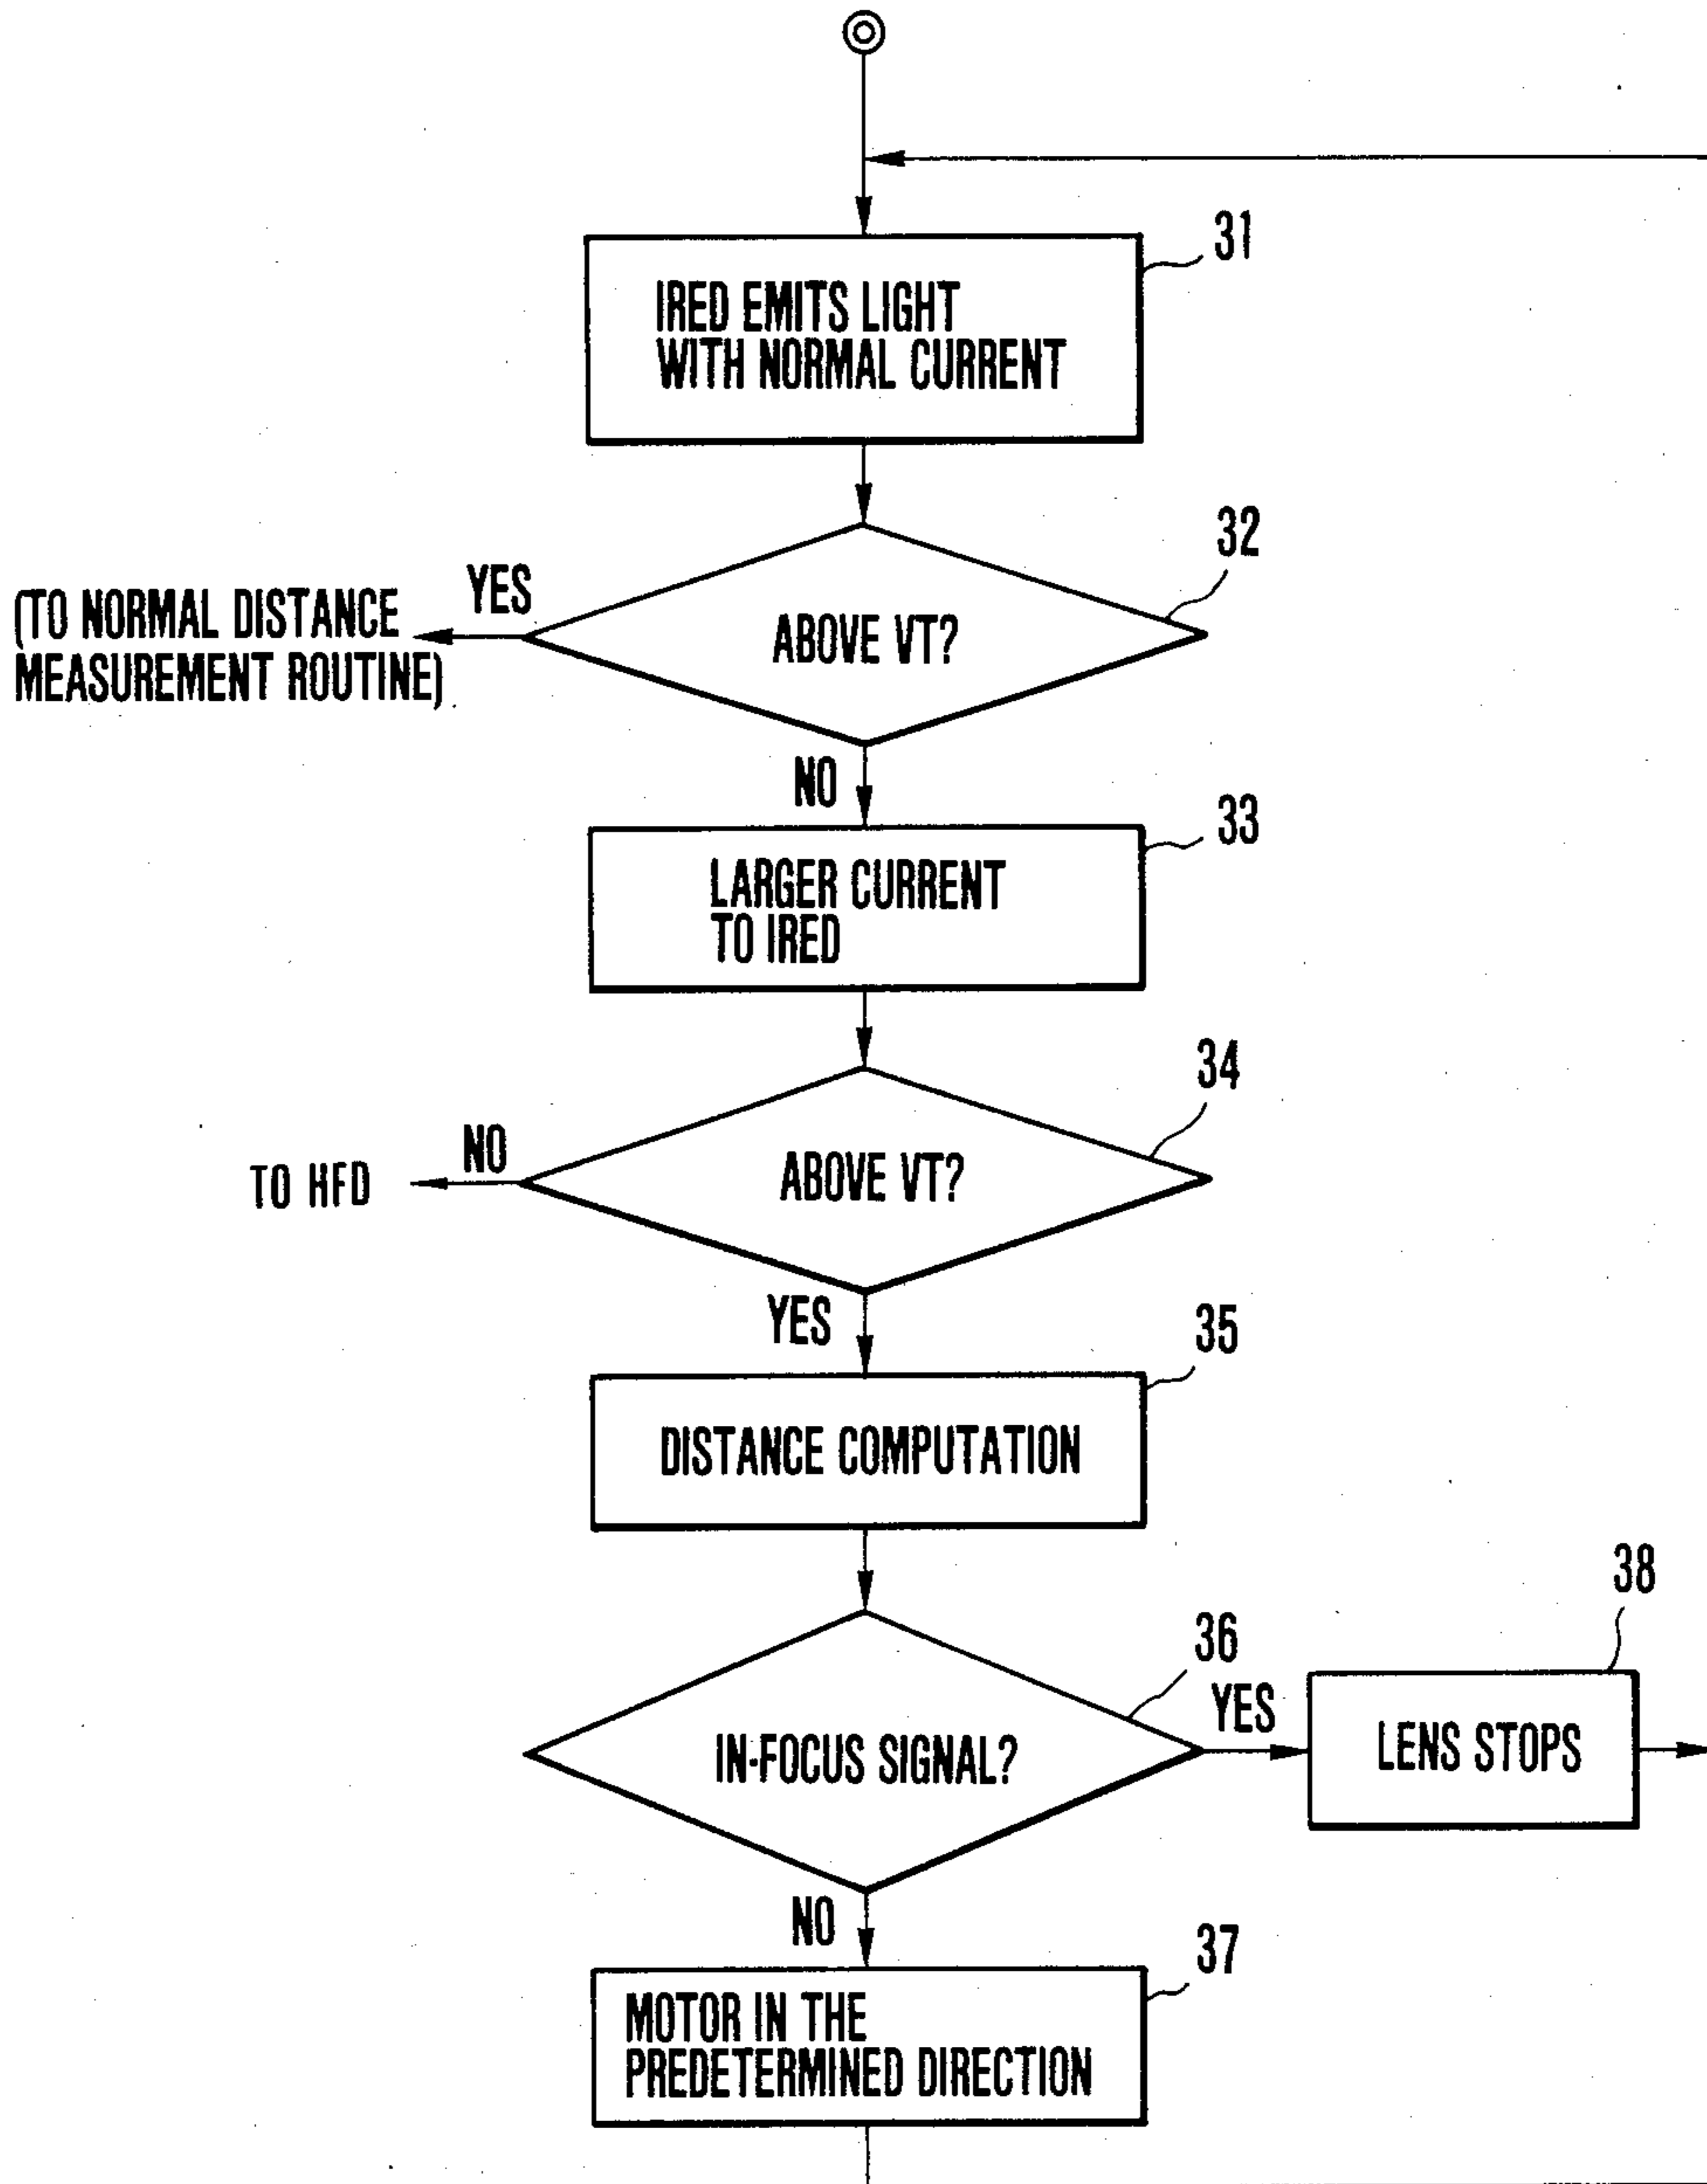 31
IRED EMITS LIGHT
WITH NORMAL CURRENT
32
YES
(TO NORMAL DISTANCE
MEASUREMENT ROUTINE)
ABOVE VT?
NO
33
LARGER CURRENT
TO IRED
34
NO
TO HFD
ABOVE VT?
YES
35
DISTANCE COMPUTATION
36
38
YES
IN-FOCUS SIGNAL?
LENS STOPS
NO
37
MOTOR IN THE
PREDETERMINED DIRECTION